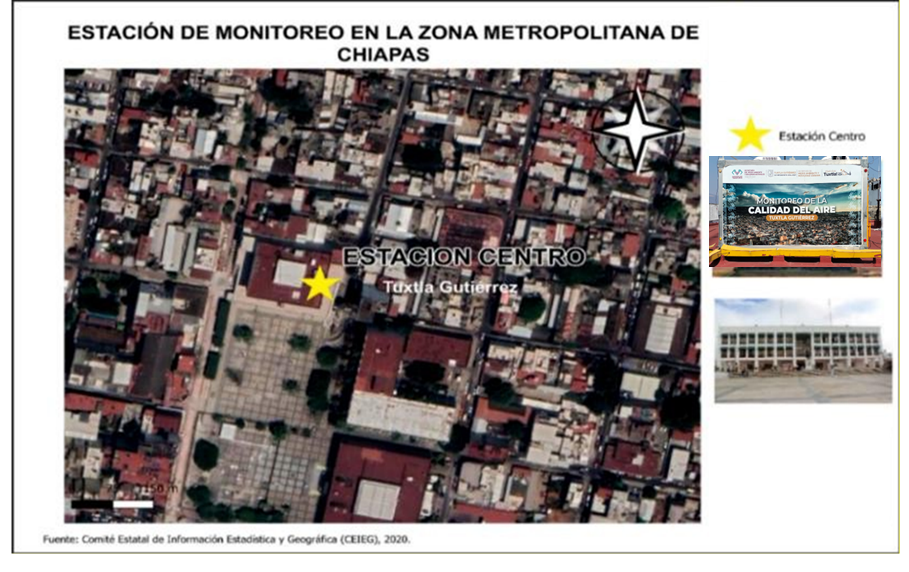 ESTACIÓN DE MONITOREO EN LA ZONA METROPOLITANA DE
CHIAPAS
Estación Centro
MONITOREO DE LA
CALIDAD DEL AIRE
TUXTLA GUTIÉRREZ
ESTACION CENTRO
Tuxtla Gutiérrez
150 m
Fuente: Comité Estatal de Información Estadística y Geográfica (CEIEG), 2020.